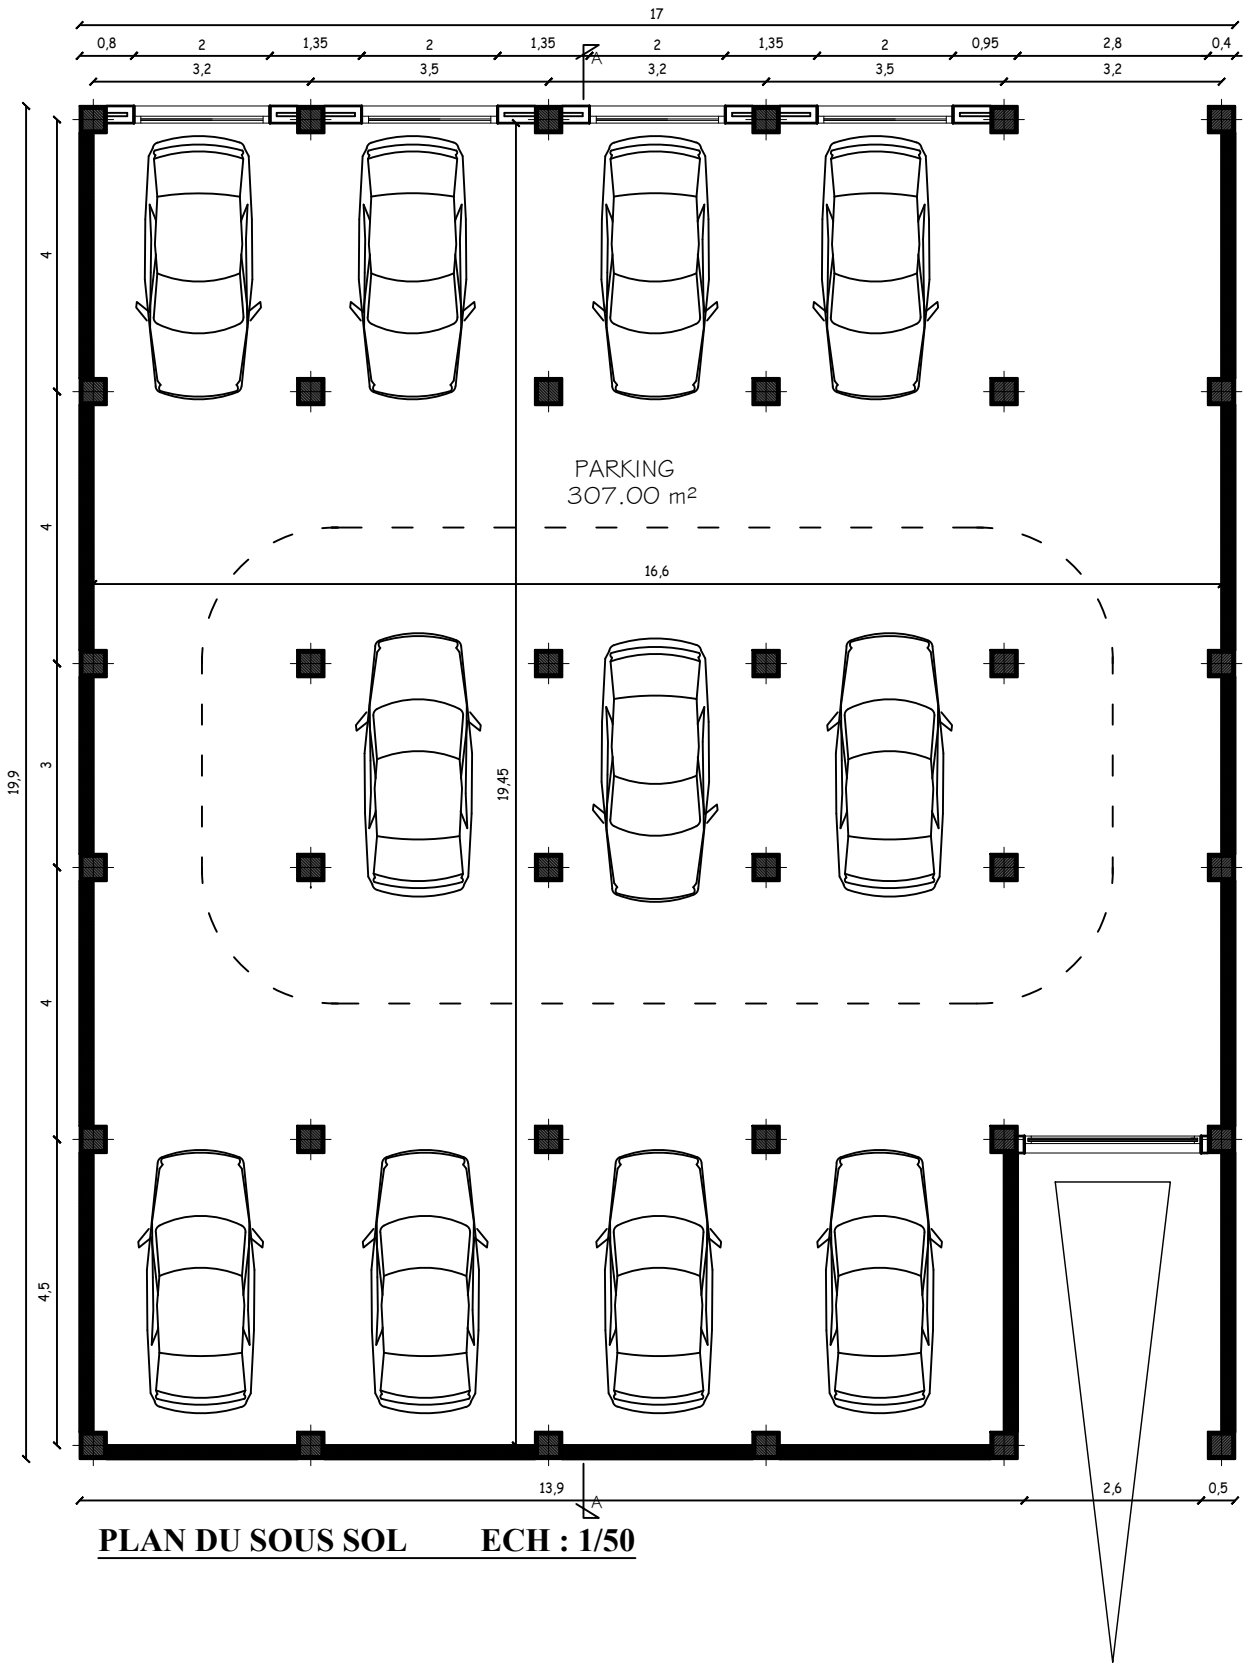 17
0,8 2 1,35 2 1,35 2 1,35 2 0,95 2,8 0,4
A
3,2 3,5 3,2 3,5 3,2
4
PARKING
307.00 m²
4
16,6
3
19,9
19,45
4
4,5
13,9 2,6 0,5
A
PLAN DU SOUS SOL ECH : 1/50